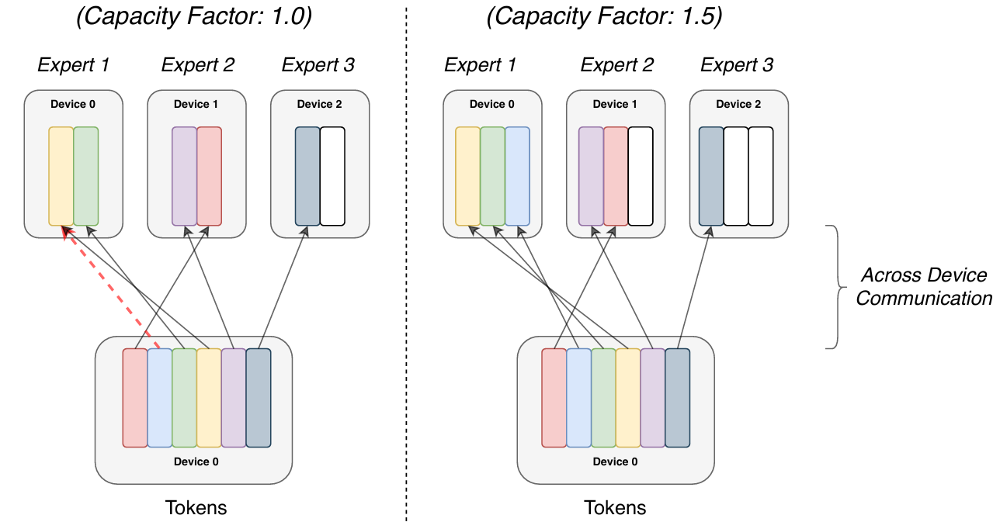 (Capacity Factor: 1.0)
(Capacity Factor: 1.5)
Expert 1
Expert 2
Expert 3
Expert 1
Expert 2
Expert 3
Device 0
Device 1
Device 2
Device 0
Device 1
Device 2
Across Device
Communication
Device 0
Device 0
Tokens
Tokens